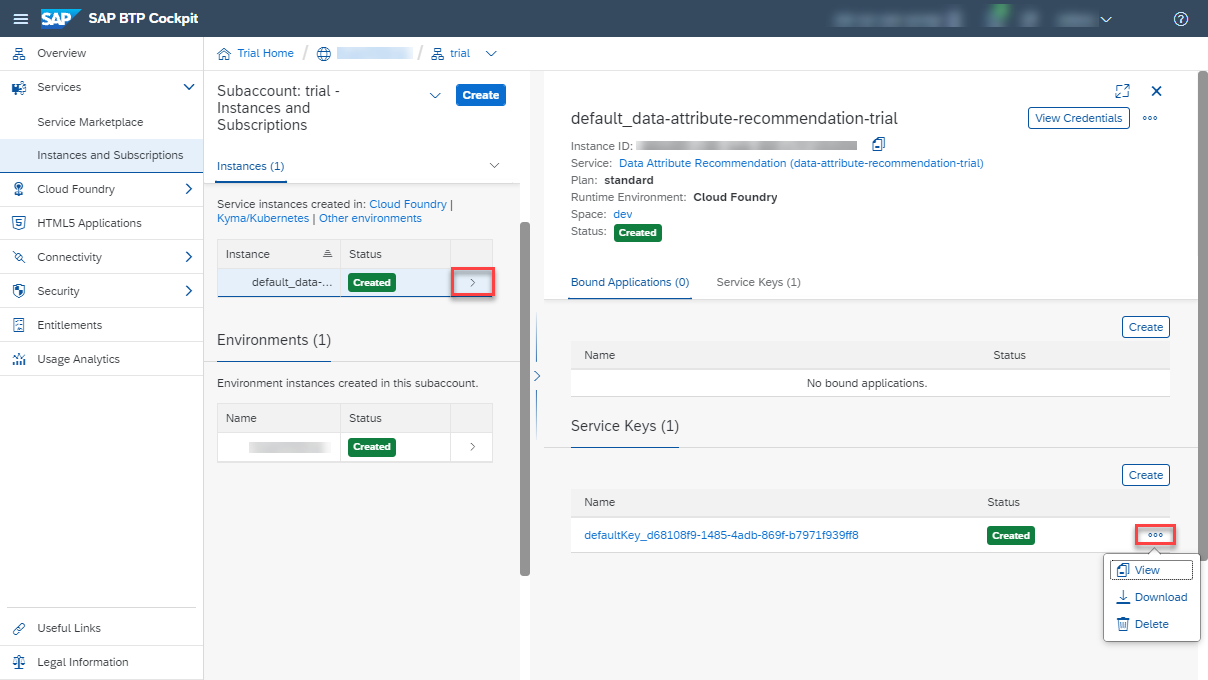 SAP SAP BTP Cockpit
Overview
Services
Service Marketplace
Instances and Subscriptions
Cloud Foundry
HTML5 Applications
Connectivity
Security
Entitlements
Usage Analytics
Useful Links
Legal Information
Trial Home / / trial
Subaccount: trial -
Instances and
Subscriptions
Create
Instances (1)
Service instances created in: Cloud Foundry |
Kyma/Kubernetes | Other environments
Instance Status
default_data-... Created
Environments (1)
Environment instances created in this subaccount.
Name Status
Created
default_data-attribute-recommendation-trial
View Credentials
Instance ID:
Service: Data Attribute Recommendation (data-attribute-recommendation-trial)
Plan: standard
Runtime Environment: Cloud Foundry
Space: dev
Status: Created
Bound Applications (0) Service Keys (1)
Create
Name Status
No bound applications.
Service Keys (1)
Create
Name Status
defaultKey_d68108f9-1485-4adb-869f-b7971f939ff8 Created
View
Download
Delete